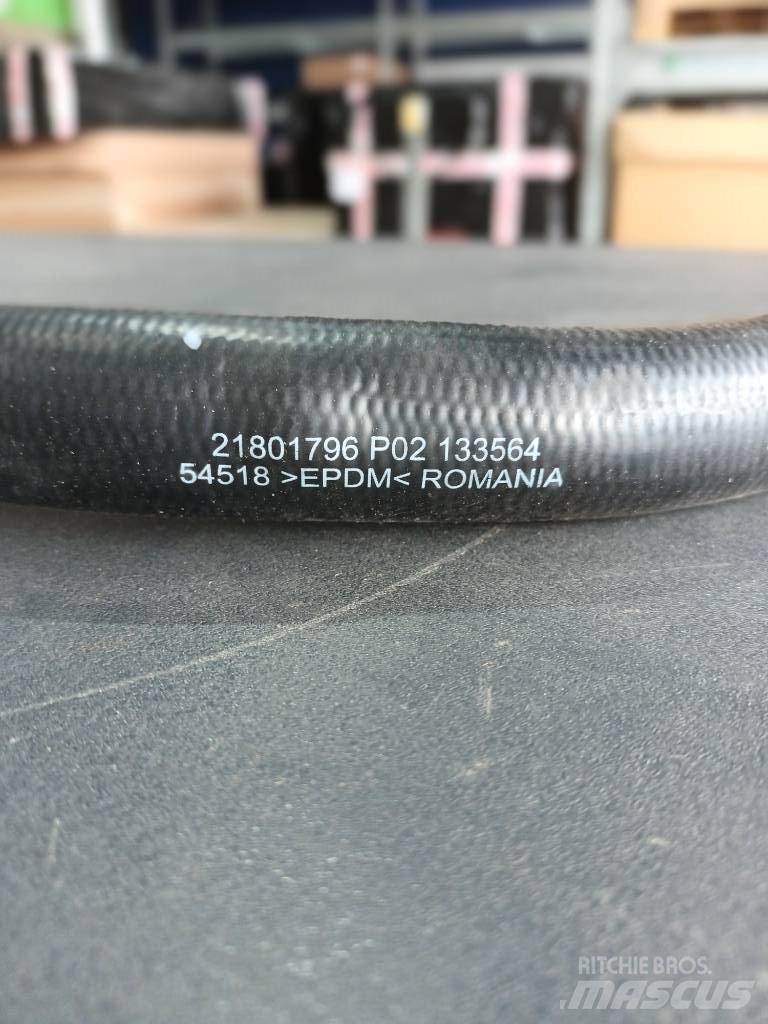 21801796 P02 133564
54518 >EPDM< ROMANIA
RITCHIE BROS.
MASCUS